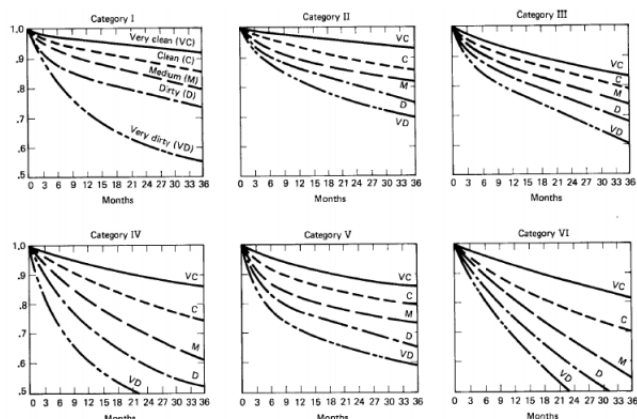 Category I
1.0
.9
.8
.7
.6
.5
Very clean (VC)
Clean (C)
Medium (M)
Dirty (D)
Very dirty (VD)
0 3 6 9 12 15 18 21 24 27 30 33 36
Months
Category II
VC
C
M
D
VD
0 3 6 9 12 15 18 21 24 27 30 33 36
Months
Category III
VC
C
M
D
VD
0 3 6 9 12 15 18 21 24 27 30 33 36
Months
Category IV
1.0
.9
.8
.7
.6
.5
VC
C
M
D
VD
0 3 6 9 12 15 18 21 24 27 30 33 36
Months
Category V
VC
C
M
D
VD
0 3 6 9 12 15 18 21 24 27 30 33 36
Months
Category VI
VC
C
M
D
VD
0 3 6 9 12 15 18 21 24 27 30 33 36
Months